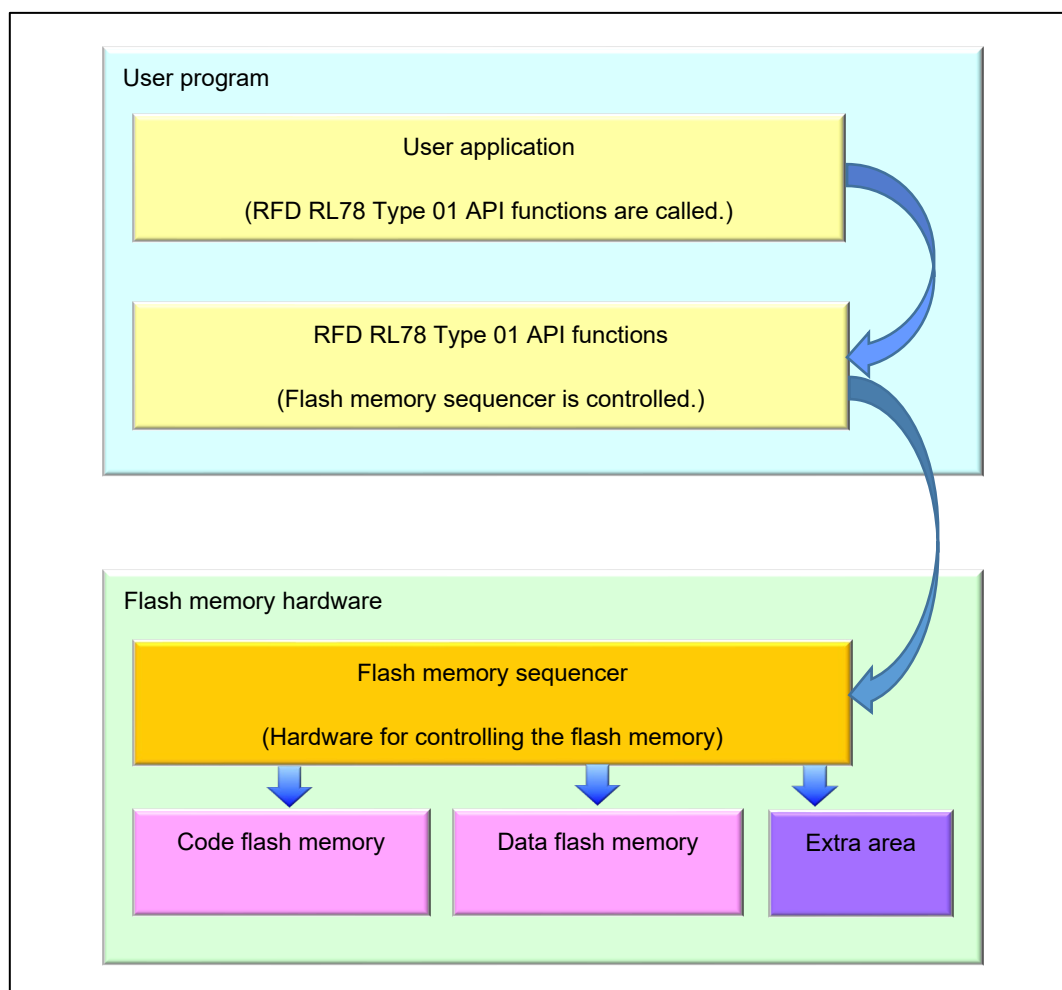 User program
User application
(RFD RL78 Type 01 API functions are called.)
RFD RL78 Type 01 API functions
(Flash memory sequencer is controlled.)
Flash memory hardware
Flash memory sequencer
(Hardware for controlling the flash memory)
Code flash memory
Data flash memory
Extra area